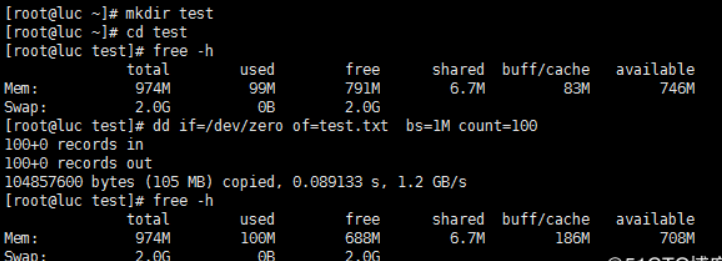 [root@luc ~]# mkdir test
[root@luc ~]# cd test
[root@luc test]# free -h
total used free shared buff/cache available
Mem: 974M 99M 791M 6.7M 83M 746M
Swap: 2.0G 0B 2.0G
[root@luc test]# dd if=/dev/zero of=test.txt  bs=1M count=100
100+0 records in
100+0 records out
104857600 bytes (105 MB) copied, 0.089133 s, 1.2 GB/s
[root@luc test]# free -h
total used free shared buff/cache available
Mem: 974M 100M 688M 6.7M 186M 708M
Swap: 2.0G 0B 2.0G